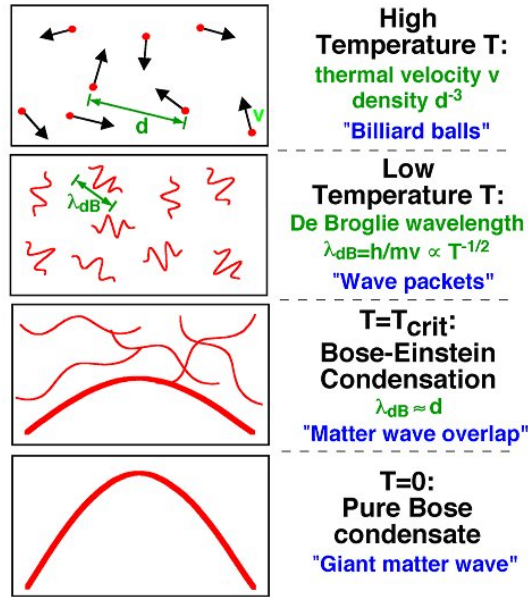 High
Temperature T:
thermal velocity v
density d⁻³
"Billiard balls"
d
v
Low
Temperature T:
De Broglie wavelength
λdB=h/mv ∝ T⁻¹ᐟ²
"Wave packets"
λdB
T=Tcrit:
Bose-Einstein
Condensation
λdB ≈ d
"Matter wave overlap"
T=0:
Pure Bose
condensate
"Giant matter wave"